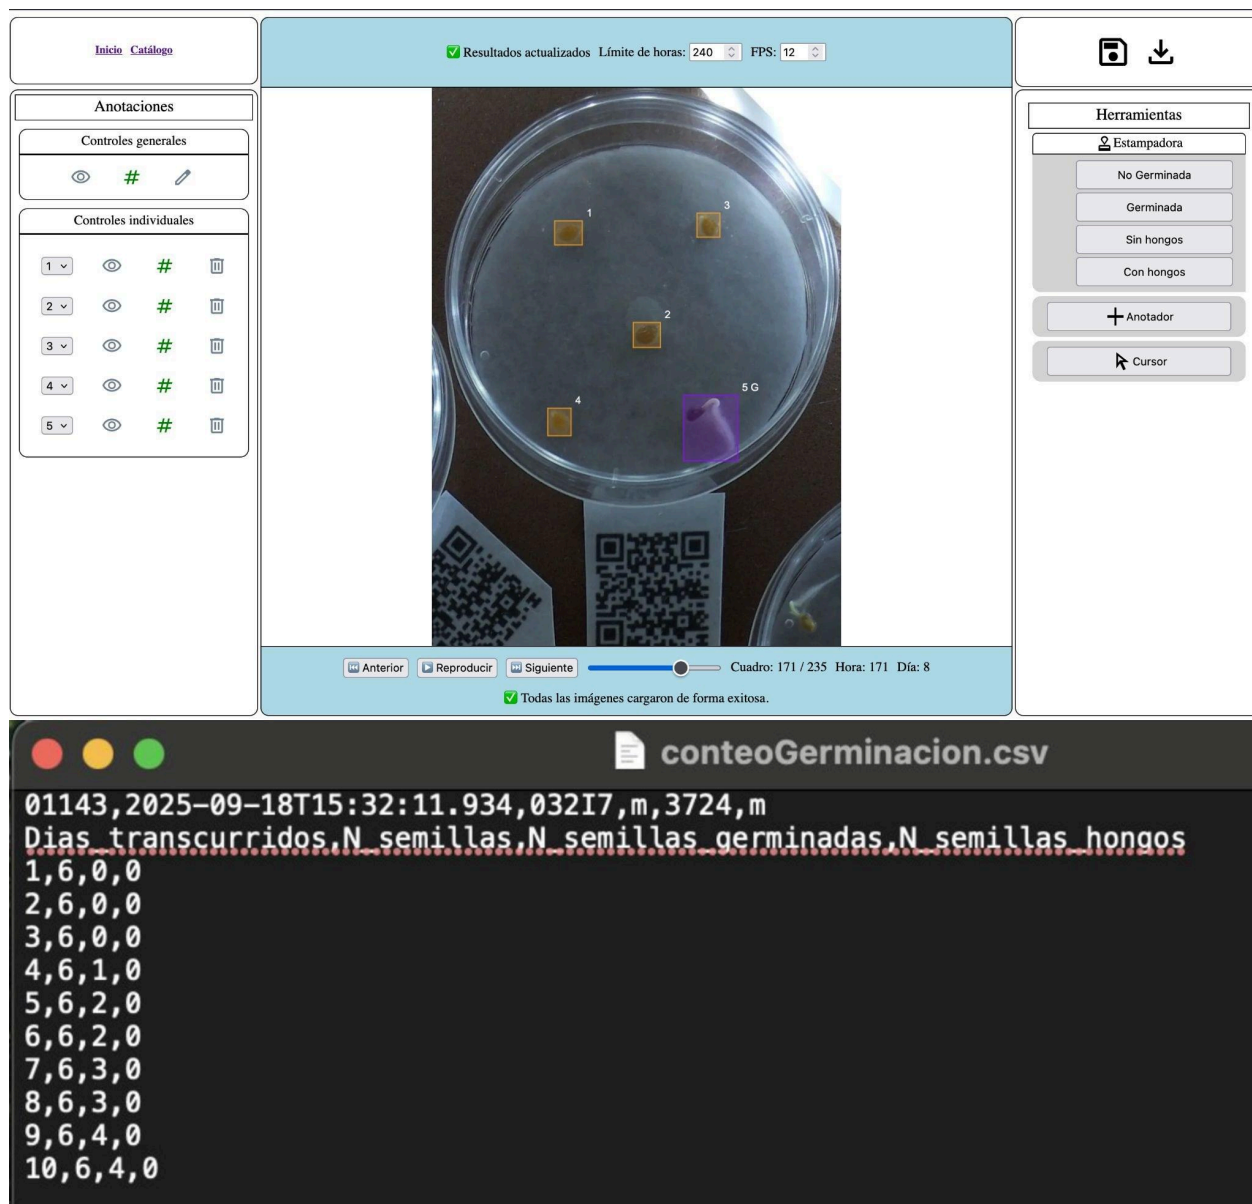 Inicio Catálogo
✅ Resultados actualizados Límite de horas: 240 FPS: 12
Anotaciones
Controles generales
#
Controles individuales
1 #
2 #
3 #
4 #
5 #
1
3
2
5 G
4
Herramientas
Estampadora
No Germinada
Germinada
Sin hongos
Con hongos
Anotador
Cursor
Anterior Reproducir Siguiente Cuadro: 171 / 235 Hora: 171 Día: 8
✅ Todas las imágenes cargaron de forma exitosa.
conteoGerminacion.csv
01143,2025-09-18T15:32:11.934,032I7,m,3724,m
Dias_transcurridos,N_semillas,N_semillas_germinadas,N_semillas_hongos
1,6,0,0
2,6,0,0
3,6,0,0
4,6,1,0
5,6,2,0
6,6,2,0
7,6,3,0
8,6,3,0
9,6,4,0
10,6,4,0